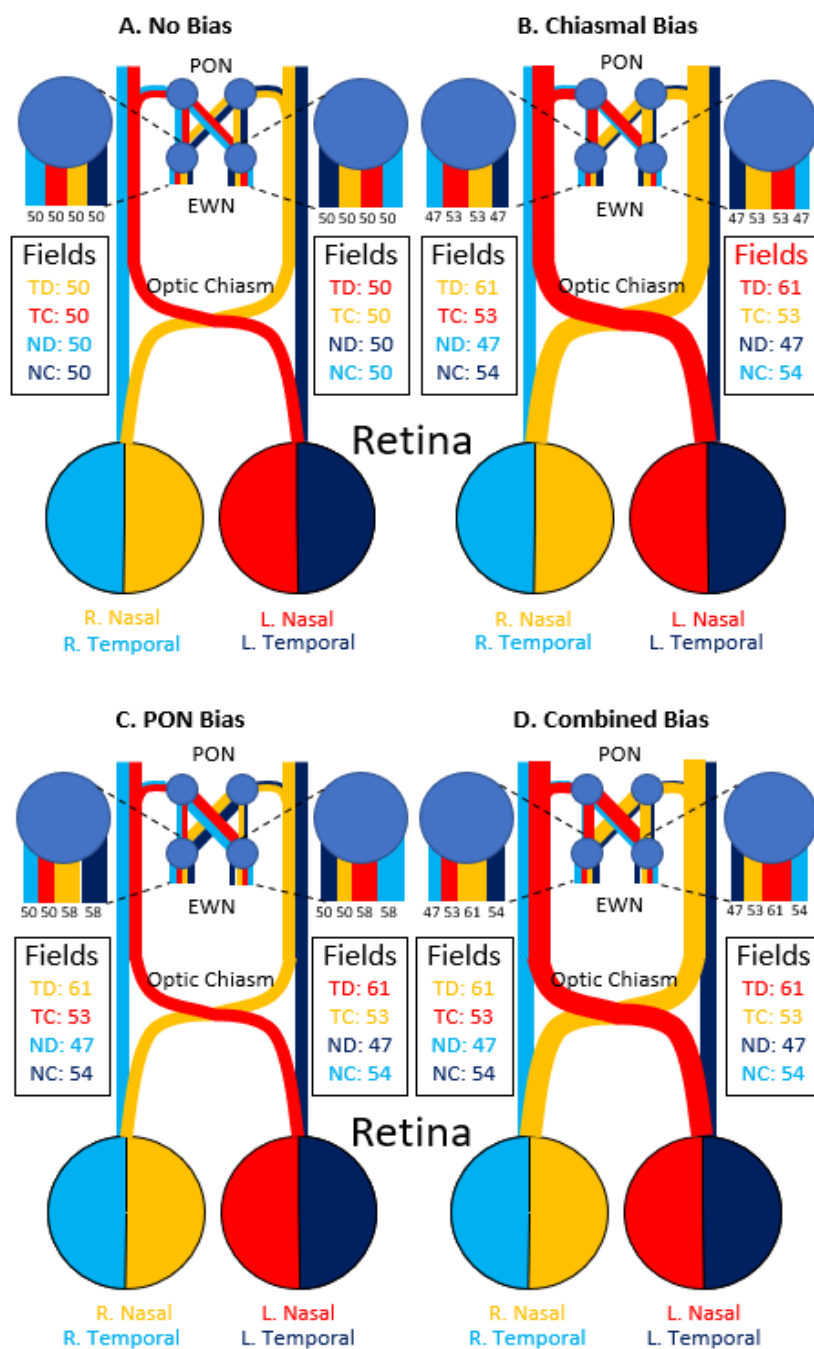 A. No Bias
PON
50 50 50 50
50 50 50 50
EWN
Fields
TD: 50
TC: 50
ND: 50
NC: 50
Optic Chiasm
Fields
TD: 50
TC: 50
ND: 50
NC: 50
R. Nasal
R. Temporal
L. Nasal
L. Temporal
B. Chiasmal Bias
PON
47 53 53 47
47 53 53 47
EWN
Fields
TD: 61
TC: 53
ND: 47
NC: 54
Optic Chiasm
Fields
TD: 61
TC: 53
ND: 47
NC: 54
Retina
R. Nasal
R. Temporal
L. Nasal
L. Temporal
C. PON Bias
PON
50 50 58 58
50 50 58 58
EWN
Fields
TD: 61
TC: 53
ND: 47
NC: 54
Optic Chiasm
Fields
TD: 61
TC: 53
ND: 47
NC: 54
R. Nasal
R. Temporal
L. Nasal
L. Temporal
D. Combined Bias
PON
47 53 61 54
47 53 61 54
EWN
Fields
TD: 61
TC: 53
ND: 47
NC: 54
Optic Chiasm
Fields
TD: 61
TC: 53
ND: 47
NC: 54
Retina
R. Nasal
R. Temporal
L. Nasal
L. Temporal